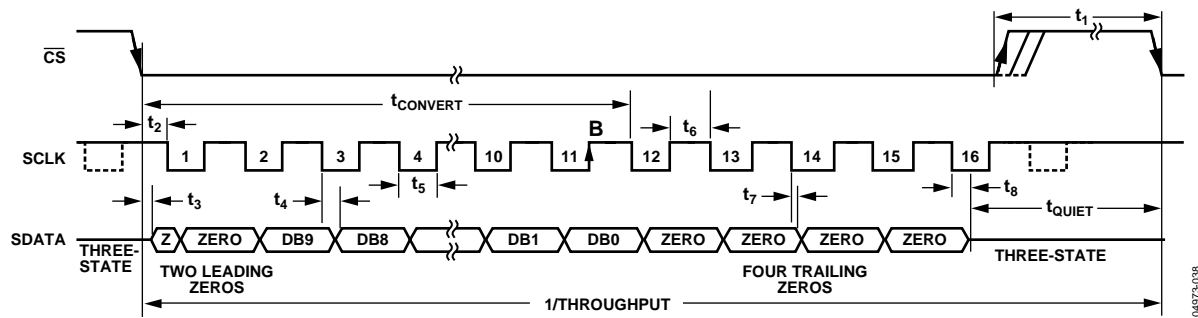 t1
CS
tCONVERT
t2
B
t6
SCLK
1 2 3 4 10 11 12 13 14 15 16
t3 t4 t5 t7 t8
tQUIET
SDATA
Z ZERO DB9 DB8 DB1 DB0 ZERO ZERO ZERO ZERO
THREE-
STATE
TWO LEADING
ZEROS
FOUR TRAILING
ZEROS
THREE-STATE
1/THROUGHPUT
04973-038